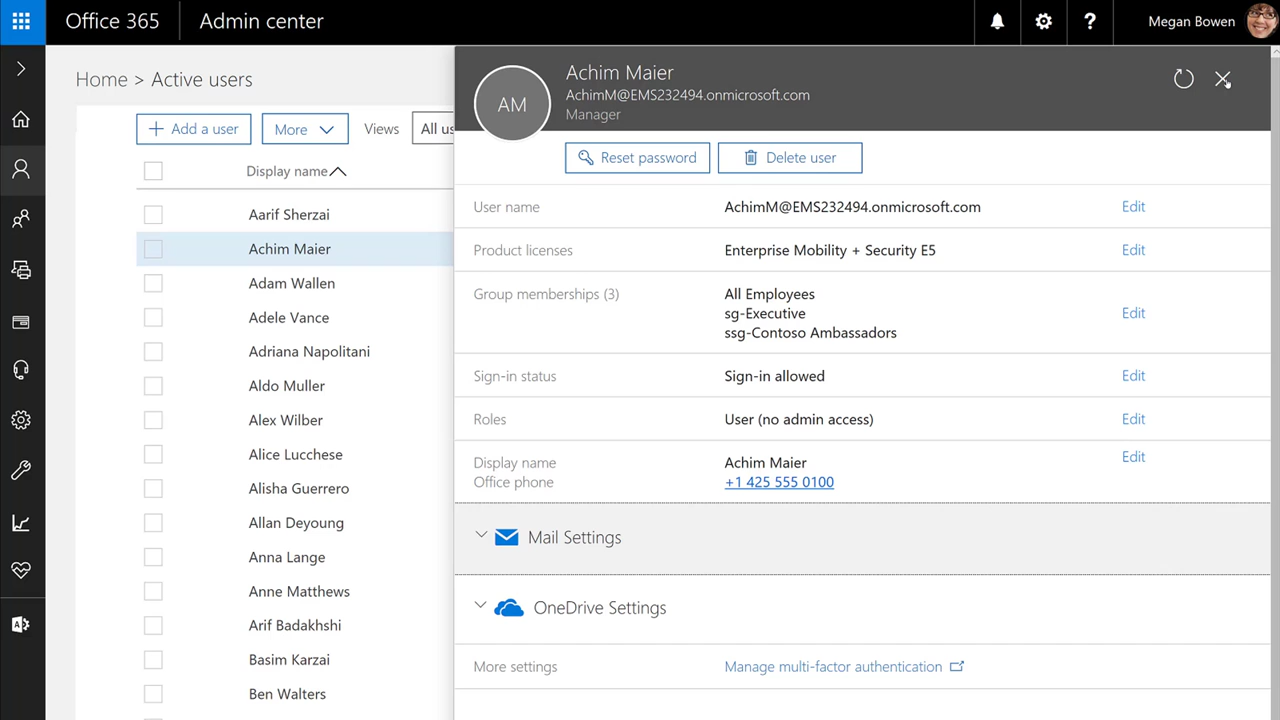 Office 365
Admin center
?
Megan Bowen
Home > Active users
Add a user
More
Views
All us
Display name
Aarif Sherzai
Achim Maier
Adam Wallen
Adele Vance
Adriana Napolitani
Aldo Muller
Alex Wilber
Alice Lucchese
Alisha Guerrero
Allan Deyoung
Anna Lange
Anne Matthews
Arif Badakhshi
Basim Karzai
Ben Walters
AM
Achim Maier
AchimM@EMS232494.onmicrosoft.com
Manager
Reset password
Delete user
User name
AchimM@EMS232494.onmicrosoft.com
Edit
Product licenses
Enterprise Mobility + Security E5
Edit
Group memberships (3)
All Employees
sg-Executive
ssg-Contoso Ambassadors
Edit
Sign-in status
Sign-in allowed
Edit
Roles
User (no admin access)
Edit
Display name
Achim Maier
Edit
Office phone
+1 425 555 0100
Mail Settings
OneDrive Settings
More settings
Manage multi-factor authentication